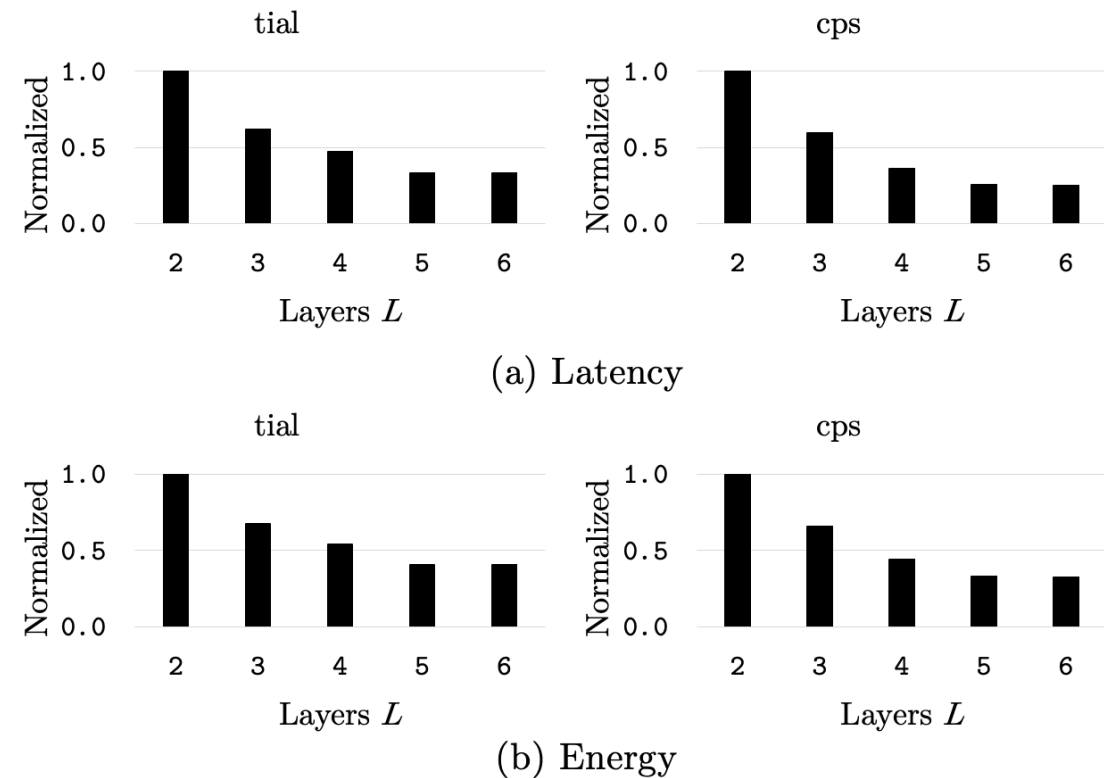 tial
Normalized
1.0
0.5
0.0
2 3 4 5 6
Layers L
cps
Normalized
1.0
0.5
0.0
2 3 4 5 6
Layers L
(a) Latency
tial
Normalized
1.0
0.5
0.0
2 3 4 5 6
Layers L
cps
Normalized
1.0
0.5
0.0
2 3 4 5 6
Layers L
(b) Energy